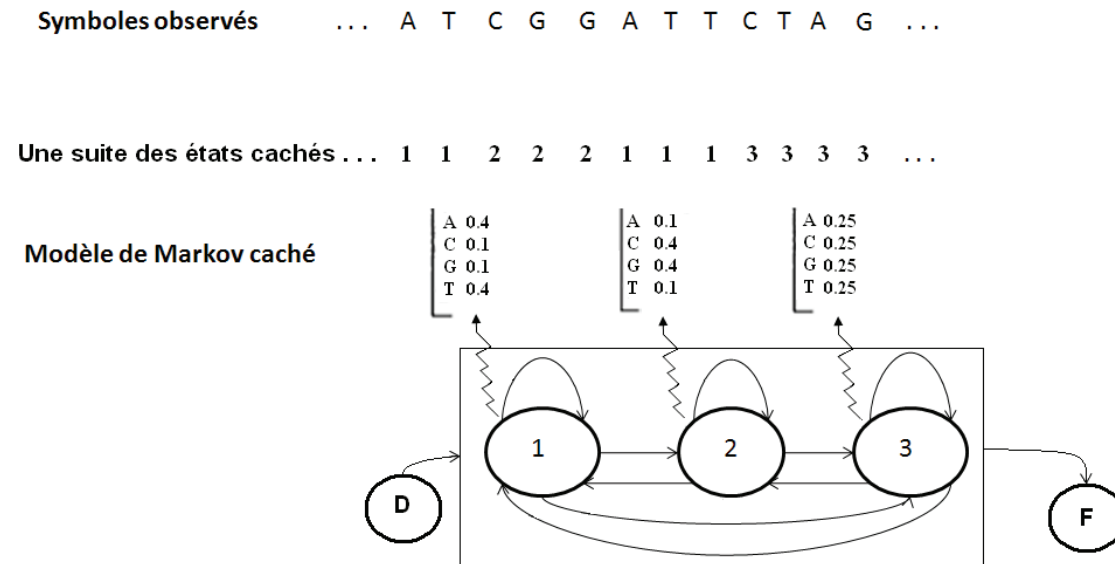 Symboles observés ... A T C G G A T T C T A G ...
Une suite des états cachés ... 1 1 2 2 2 1 1 1 3 3 3 3 ...
Modèle de Markov caché
A 0.4
C 0.1
G 0.1
T 0.4
A 0.1
C 0.4
G 0.4
T 0.1
A 0.25
C 0.25
G 0.25
T 0.25
1 2 3
D
F